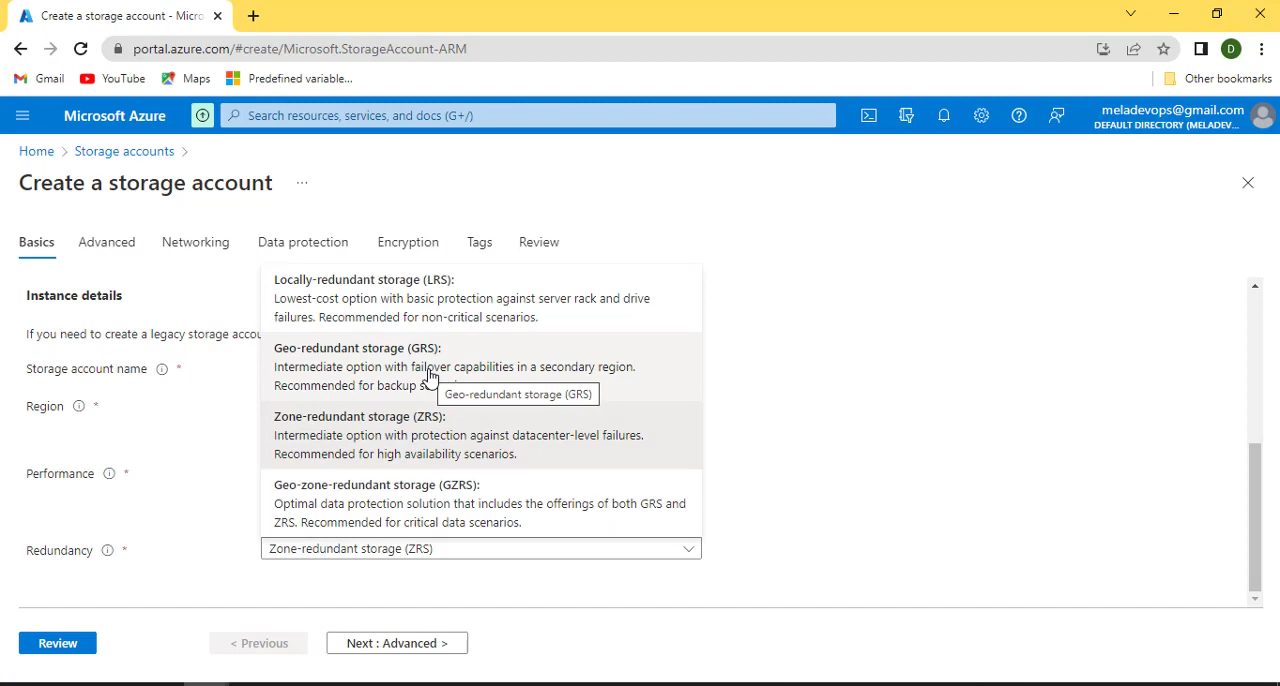 Create a storage account - Micro
portal.azure.com/#create/Microsoft.StorageAccount-ARM
D
Gmail YouTube Maps Predefined variable... Other bookmarks
Microsoft Azure Search resources, services, and docs (G+/) meladevops@gmail.com
DEFAULT DIRECTORY (MELADEV...
Home > Storage accounts >
Create a storage account ...
Basics Advanced Networking Data protection Encryption Tags Review
Instance details
If you need to create a legacy storage accou
Storage account name *
Region *
Performance *
Redundancy *
Locally-redundant storage (LRS):
Lowest-cost option with basic protection against server rack and drive
failures. Recommended for non-critical scenarios.
Geo-redundant storage (GRS):
Intermediate option with failover capabilities in a secondary region.
Recommended for backup
Geo-redundant storage (GRS)
Zone-redundant storage (ZRS):
Intermediate option with protection against datacenter-level failures.
Recommended for high availability scenarios.
Geo-zone-redundant storage (GZRS):
Optimal data protection solution that includes the offerings of both GRS and
ZRS. Recommended for critical data scenarios.
Zone-redundant storage (ZRS)
Review < Previous Next : Advanced >